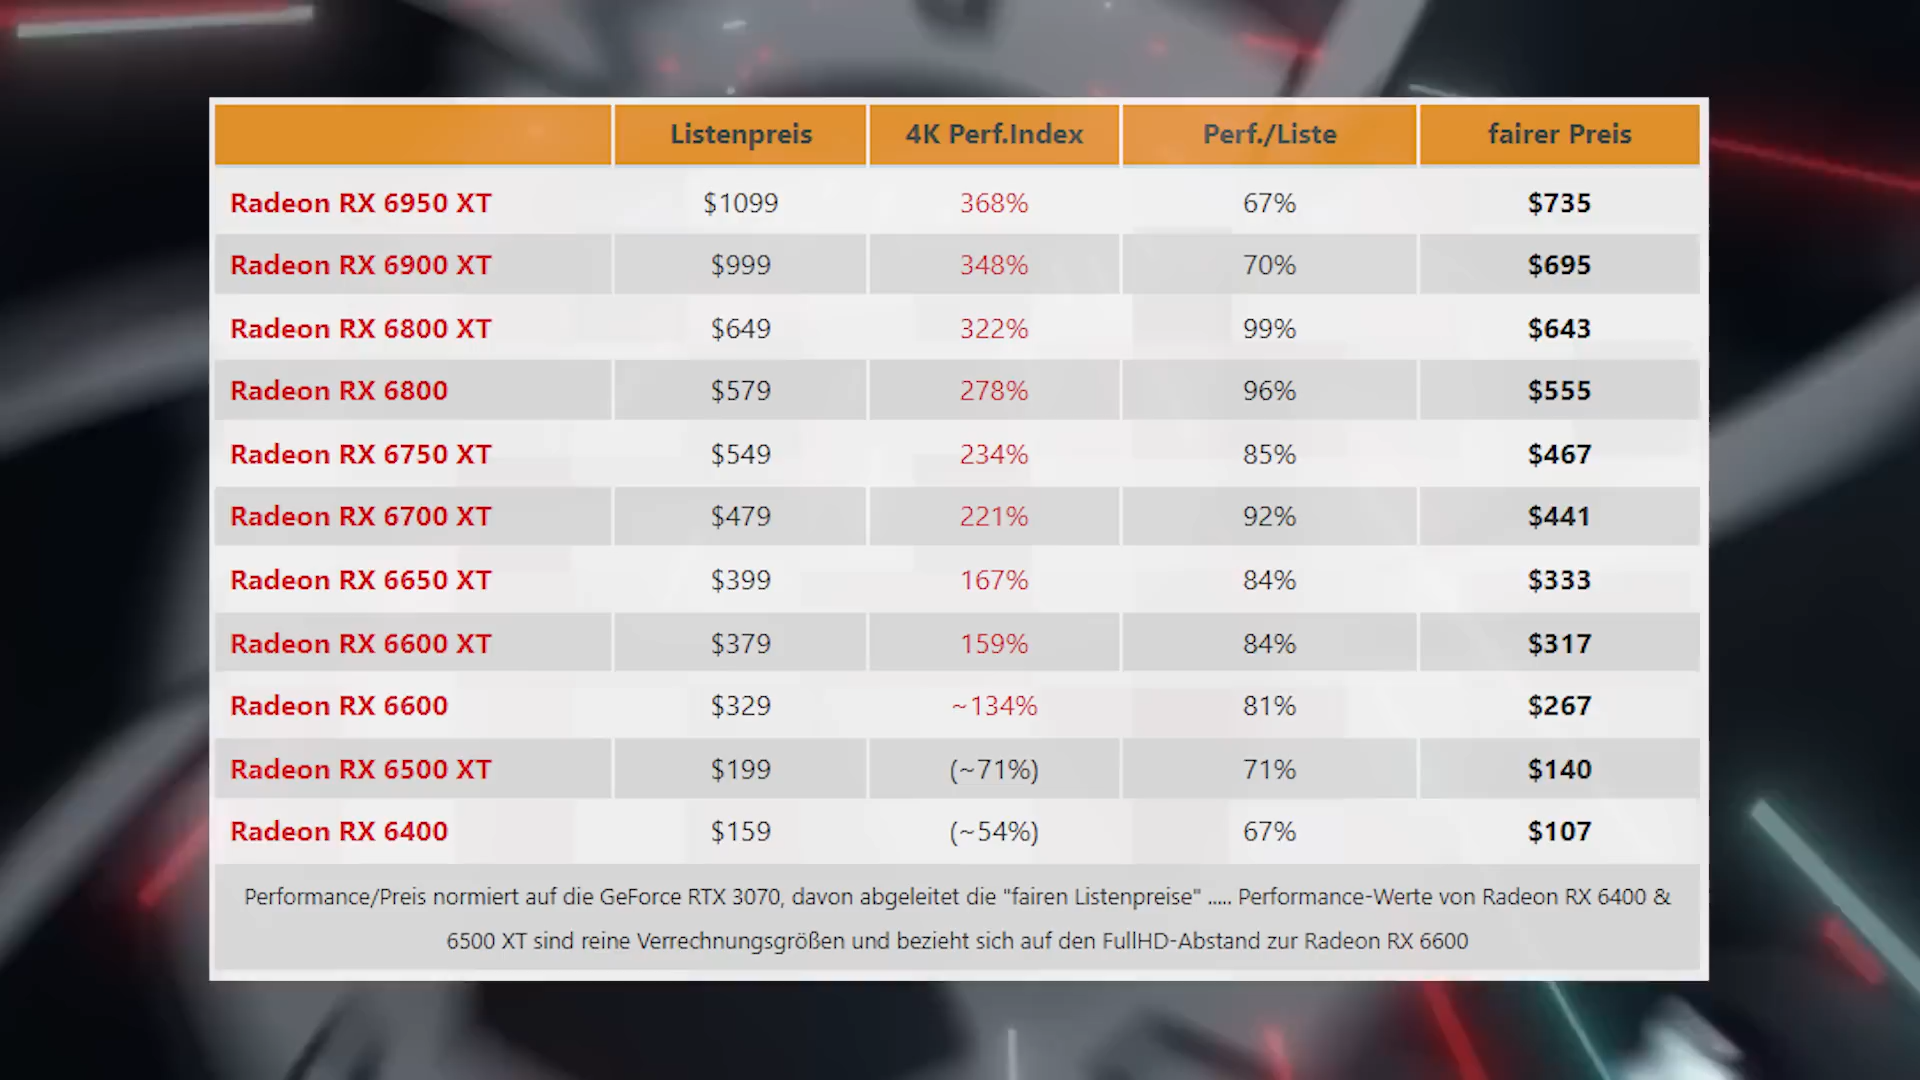 Listenpreis 4K Perf.Index Perf./Liste fairer Preis
Radeon RX 6950 XT $1099 368% 67% $735
Radeon RX 6900 XT $999 348% 70% $695
Radeon RX 6800 XT $649 322% 99% $643
Radeon RX 6800 $579 278% 96% $555
Radeon RX 6750 XT $549 234% 85% $467
Radeon RX 6700 XT $479 221% 92% $441
Radeon RX 6650 XT $399 167% 84% $333
Radeon RX 6600 XT $379 159% 84% $317
Radeon RX 6600 $329 ~134% 81% $267
Radeon RX 6500 XT $199 (~71%) 71% $140
Radeon RX 6400 $159 (~54%) 67% $107
Performance/Preis normiert auf die GeForce RTX 3070, davon abgeleitet die "fairen Listenpreise" ..... Performance-Werte von Radeon RX 6400 &
6500 XT sind reine Verrechnungsgrößen und bezieht sich auf den FullHD-Abstand zur Radeon RX 6600